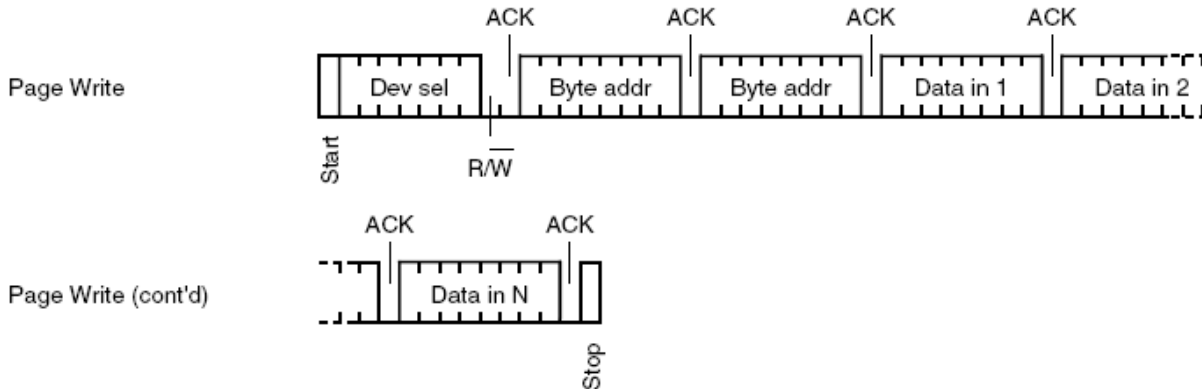 ACK ACK ACK ACK
Page Write Dev sel Byte addr Byte addr Data in 1 Data in 2
Start
R/W̅
ACK ACK
Page Write (cont'd) Data in N
Stop